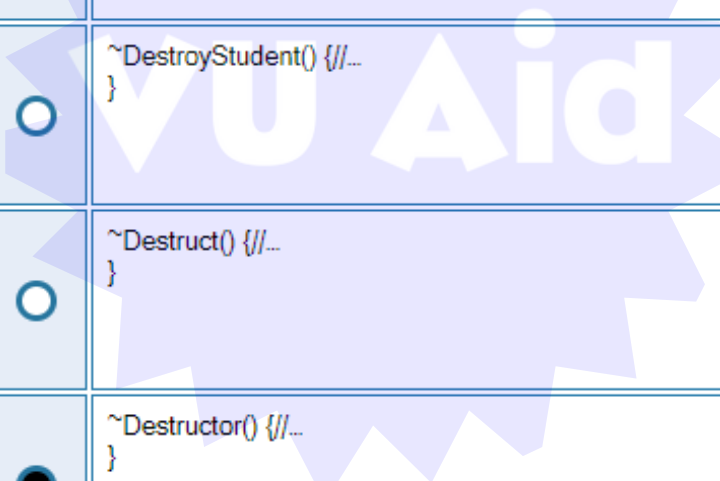 VU Aid
~DestroyStudent() {//...
}
~Destruct() {//...
}
~Destructor() {//...
}